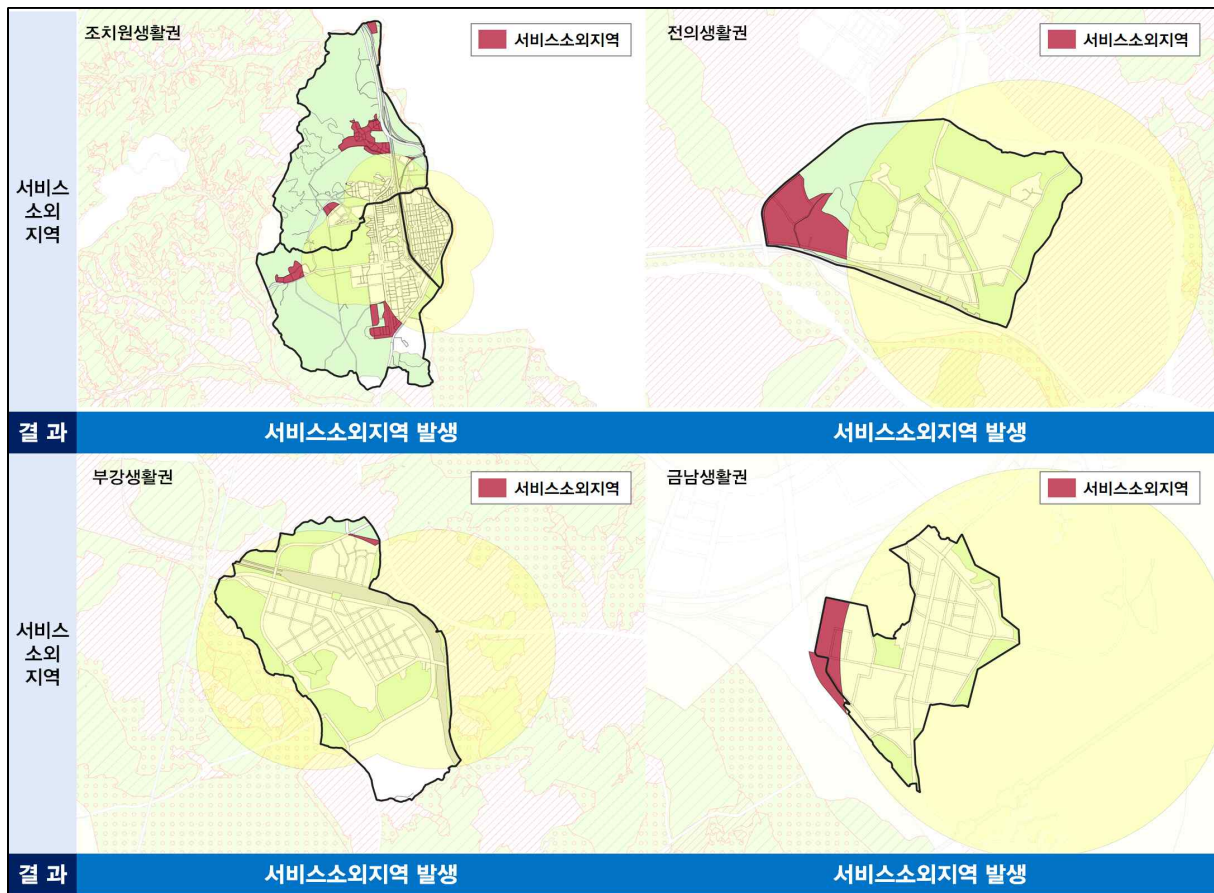 조치원생활권
서비스소외지역
전의생활권
서비스소외지역
서비스
소외
지역
결 과
서비스소외지역 발생
서비스소외지역 발생
부강생활권
서비스소외지역
금남생활권
서비스소외지역
서비스
소외
지역
결 과
서비스소외지역 발생
서비스소외지역 발생